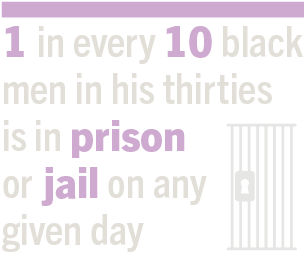 1 in every 10 black
men in his thirties
is in prison
or jail on any
given day